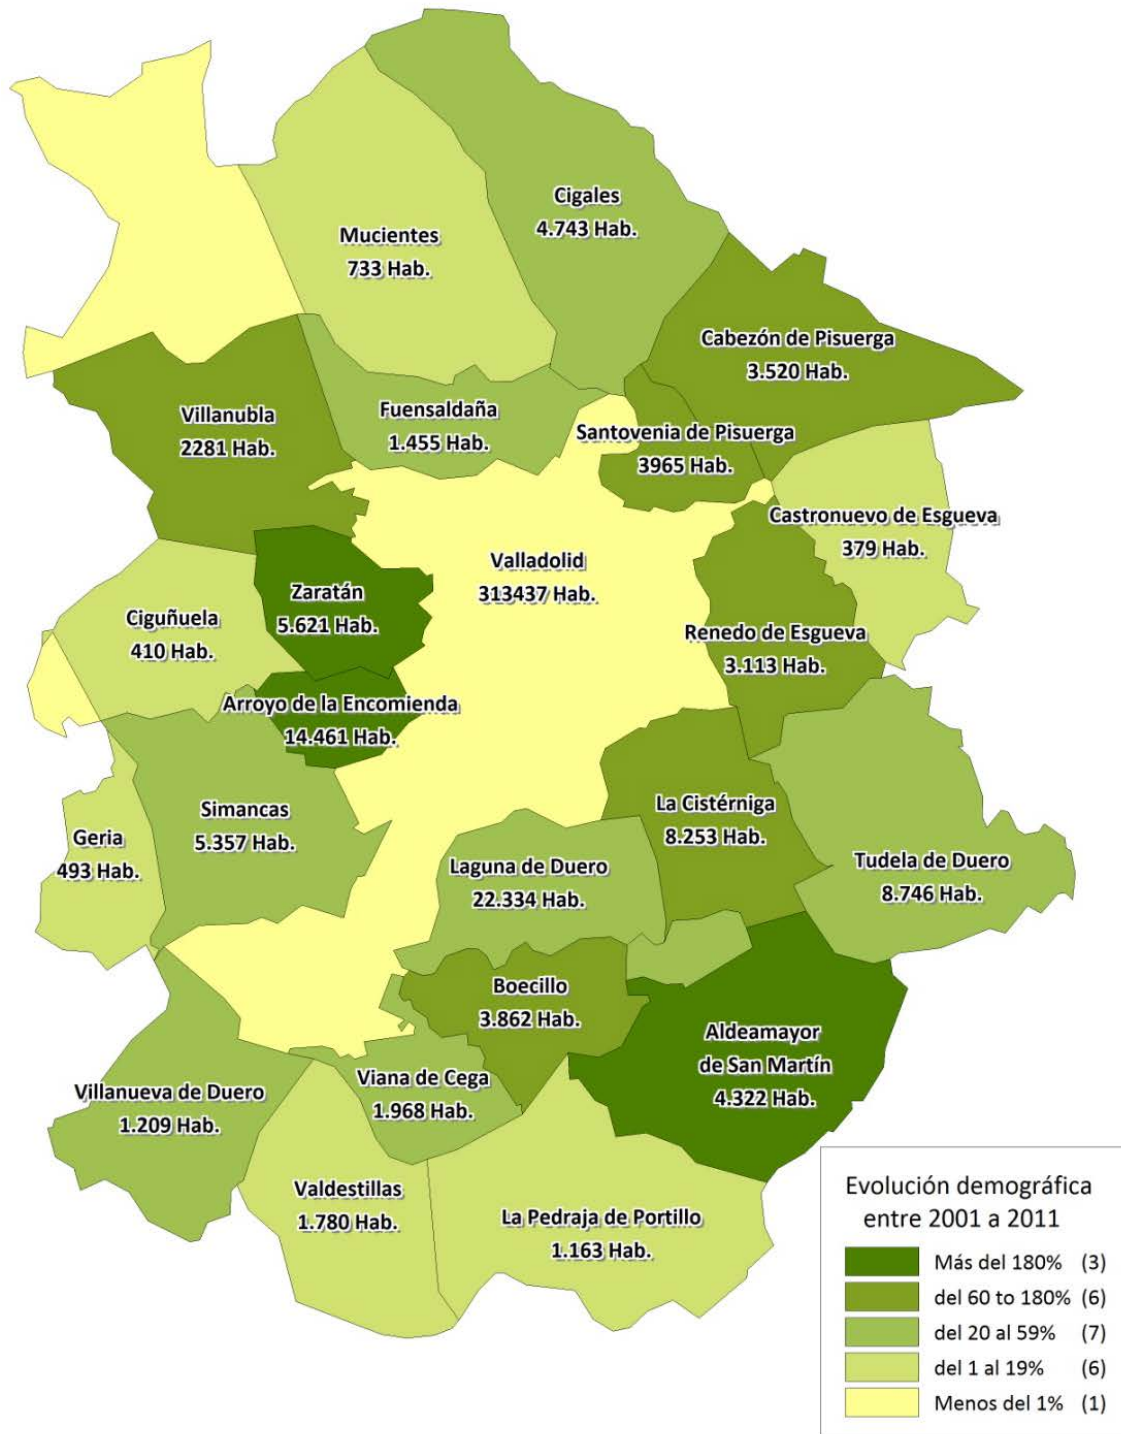 Cigales
4.743 Hab.
Mucientes
733 Hab.
Cabezón de Pisuerga
3.520 Hab.
Villanubla
2281 Hab.
Fuensaldaña
1.455 Hab.
Santovenia de Pisuerga
3965 Hab.
Castronuevo de Esgueva
379 Hab.
Valladolid
313437 Hab.
Zaratán
5.621 Hab.
Ciguñuela
410 Hab.
Renedo de Esgueva
3.113 Hab.
Arroyo de la Encomienda
14.461 Hab.
Simancas
5.357 Hab.
La Cistérniga
8.253 Hab.
Geria
493 Hab.
Laguna de Duero
22.334 Hab.
Tudela de Duero
8.746 Hab.
Boecillo
3.862 Hab.
Aldeamayor
de San Martín
4.322 Hab.
Viana de Cega
1.968 Hab.
Villanueva de Duero
1.209 Hab.
Valdestillas
1.780 Hab.
La Pedraja de Portillo
1.163 Hab.
Evolución demográfica
entre 2001 a 2011
Más del 180% (3)
del 60 to 180% (6)
del 20 al 59% (7)
del 1 al 19% (6)
Menos del 1% (1)